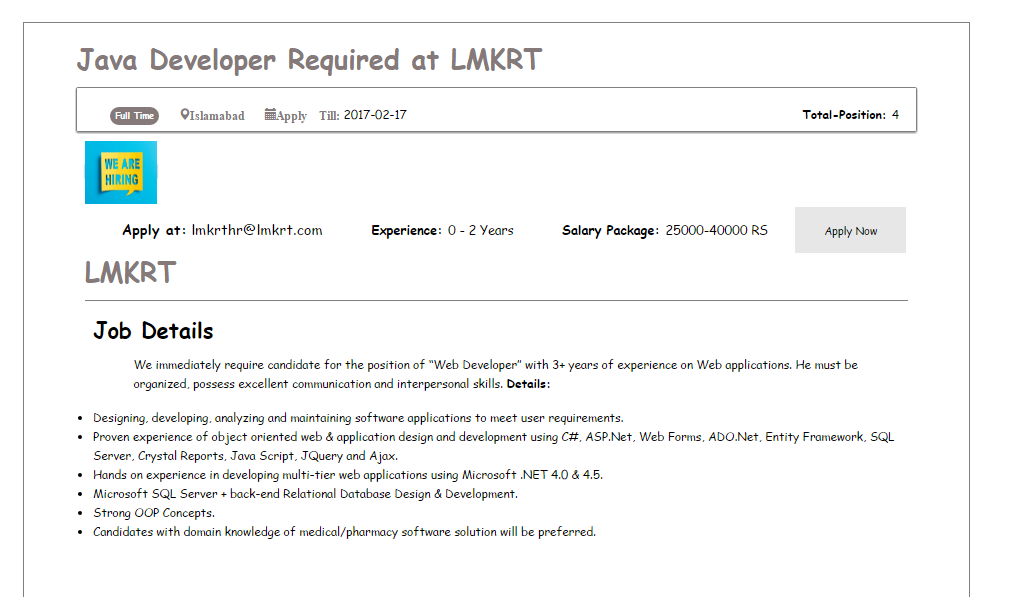 Java Developer Required at LMKRT
Full Time Islamabad Apply Till: 2017-02-17 Total-Position: 4
WE ARE
HIRING
Apply at: lmkrthr@lmkrt.com Experience: 0 - 2 Years Salary Package: 25000-40000 RS Apply Now
LMKRT
Job Details
We immediately require candidate for the position of “Web Developer” with 3+ years of experience on Web applications. He must be
organized, possess excellent communication and interpersonal skills. Details:
• Designing, developing, analyzing and maintaining software applications to meet user requirements.
• Proven experience of object oriented web & application design and development using C#, ASP.Net, Web Forms, ADO.Net, Entity Framework, SQL
Server, Crystal Reports, Java Script, JQuery and Ajax.
• Hands on experience in developing multi-tier web applications using Microsoft .NET 4.0 & 4.5.
• Microsoft SQL Server + back-end Relational Database Design & Development.
• Strong OOP Concepts.
• Candidates with domain knowledge of medical/pharmacy software solution will be preferred.